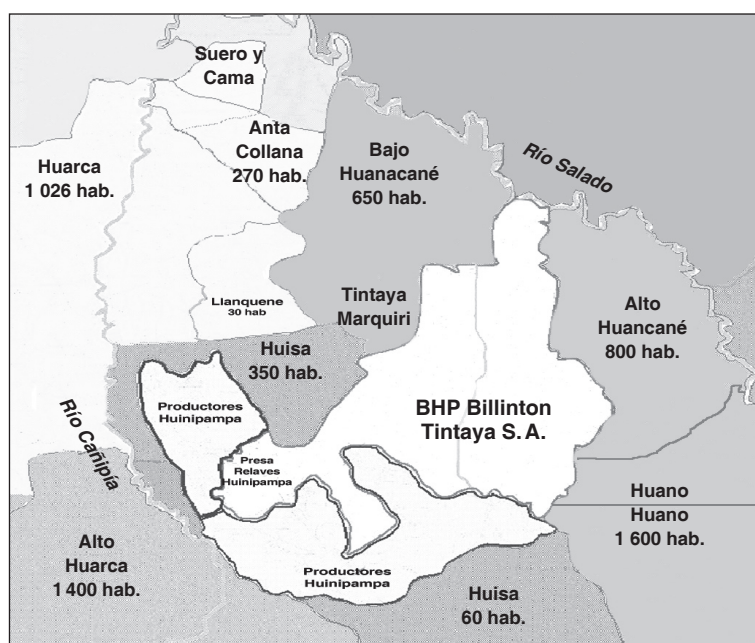 Suero y
Cama
Anta
Collana
270 hab.
Huarca
1 026 hab.
Bajo
Huanacané
650 hab.
Río Salado
Llanquene
30 hab
Tintaya
Marquiri
Alto
Huancané
800 hab.
Huisa
350 hab.
Productores
Huinipampa
BHP Billinton
Tintaya S. A.
Río Cañipía
Presa
Relaves
Huinipampa
Huano
Huano
1 600 hab.
Alto
Huarca
1 400 hab.
Productores
Huinipampa
Huisa
60 hab.